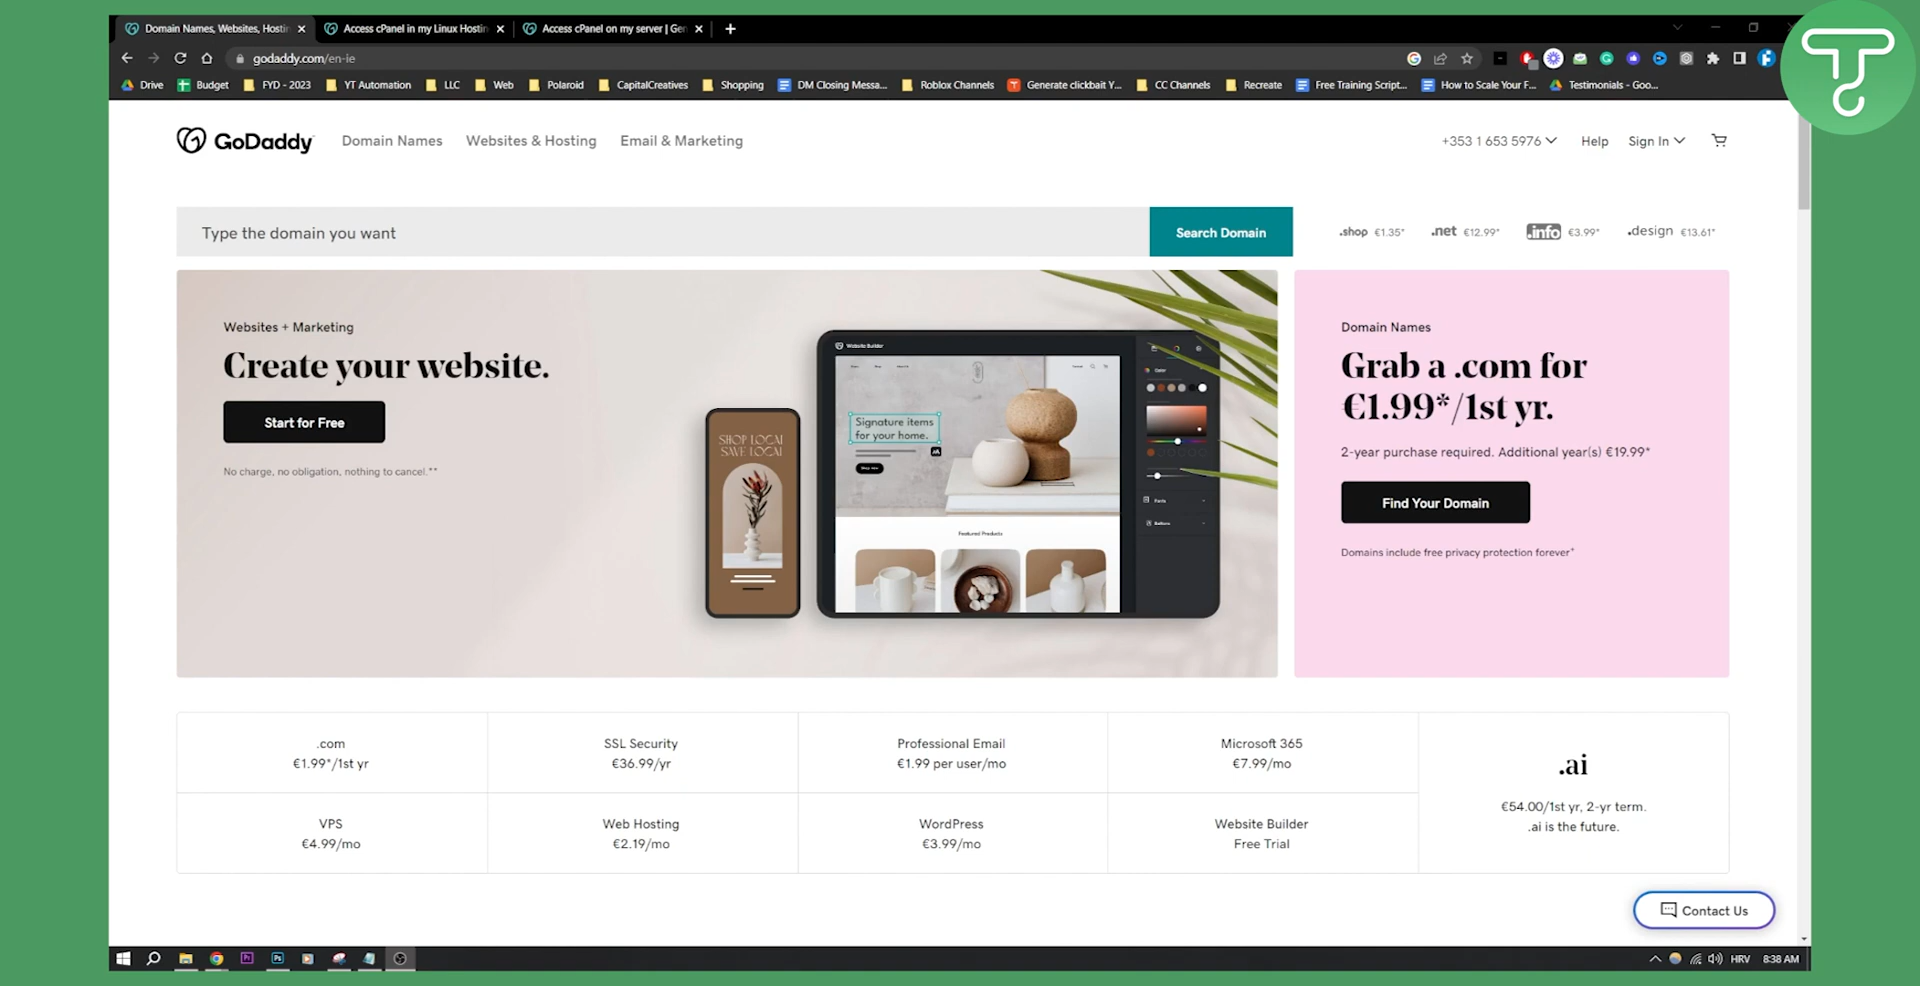 Domain Names, Websites, Hostin
Access cPanel in my Linux Hostin
Access cPanel on my server | Gen
godaddy.com/en-ie
Drive
Budget
FYD - 2023
YT Automation
LLC
Web
Polaroid
CapitalCreatives
Shopping
DM Closing Messa...
Roblox Channels
Generate clickbait Y...
CC Channels
Recreate
Free Training Script...
How to Scale Your F...
Testimonials - Goo...
GoDaddy
Domain Names
Websites & Hosting
Email & Marketing
+353 1 653 5976
Help
Sign In
Type the domain you want
Search Domain
.shop €1.35*
.net €12.99*
.info €3.99*
.design €13.61*
Websites + Marketing
Create your website.
Start for Free
No charge, no obligation, nothing to cancel.**
SHOP LOCAL
SAVE LOCAL
Website Builder
Signature items
for your home.
Featured Products
Color
Fonts
Buttons
Domain Names
Grab a .com for
€1.99*/1st yr.
2-year purchase required. Additional year(s) €19.99*
Find Your Domain
Domains include free privacy protection forever*
.com
€1.99*/1st yr
SSL Security
€36.99/yr
Professional Email
€1.99 per user/mo
Microsoft 365
€7.99/mo
.ai
€54.00/1st yr, 2-yr term.
.ai is the future.
VPS
€4.99/mo
Web Hosting
€2.19/mo
WordPress
€3.99/mo
Website Builder
Free Trial
Contact Us
HRV
8:38 AM